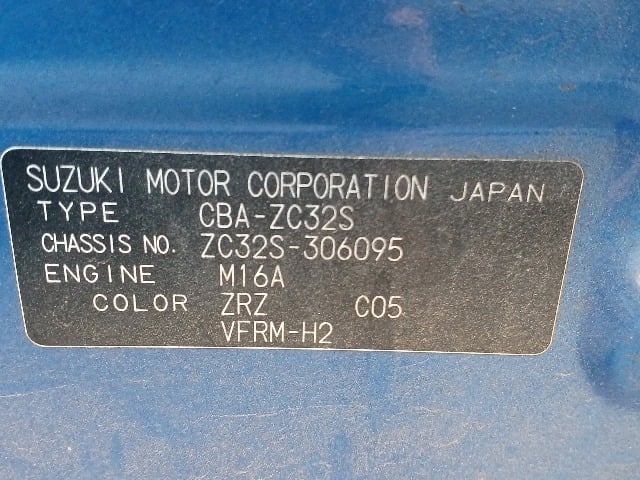 SUZUKI MOTOR CORPORATION JAPAN
TYPE CBA-ZC32S
CHASSIS NO. ZC32S-306095
ENGINE M16A
COLOR ZRZ C05
VFRM-H2